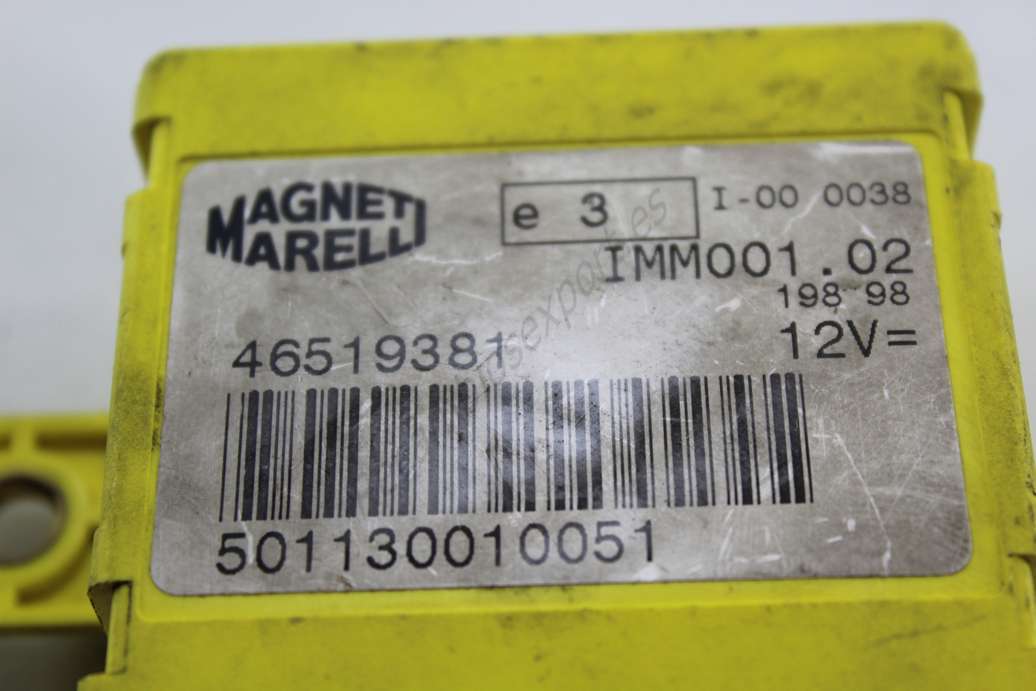 MAGNETI
MARELLI
e 3
I-00 0038
IMM001.02
198 98
12V=
46519381
501130010051